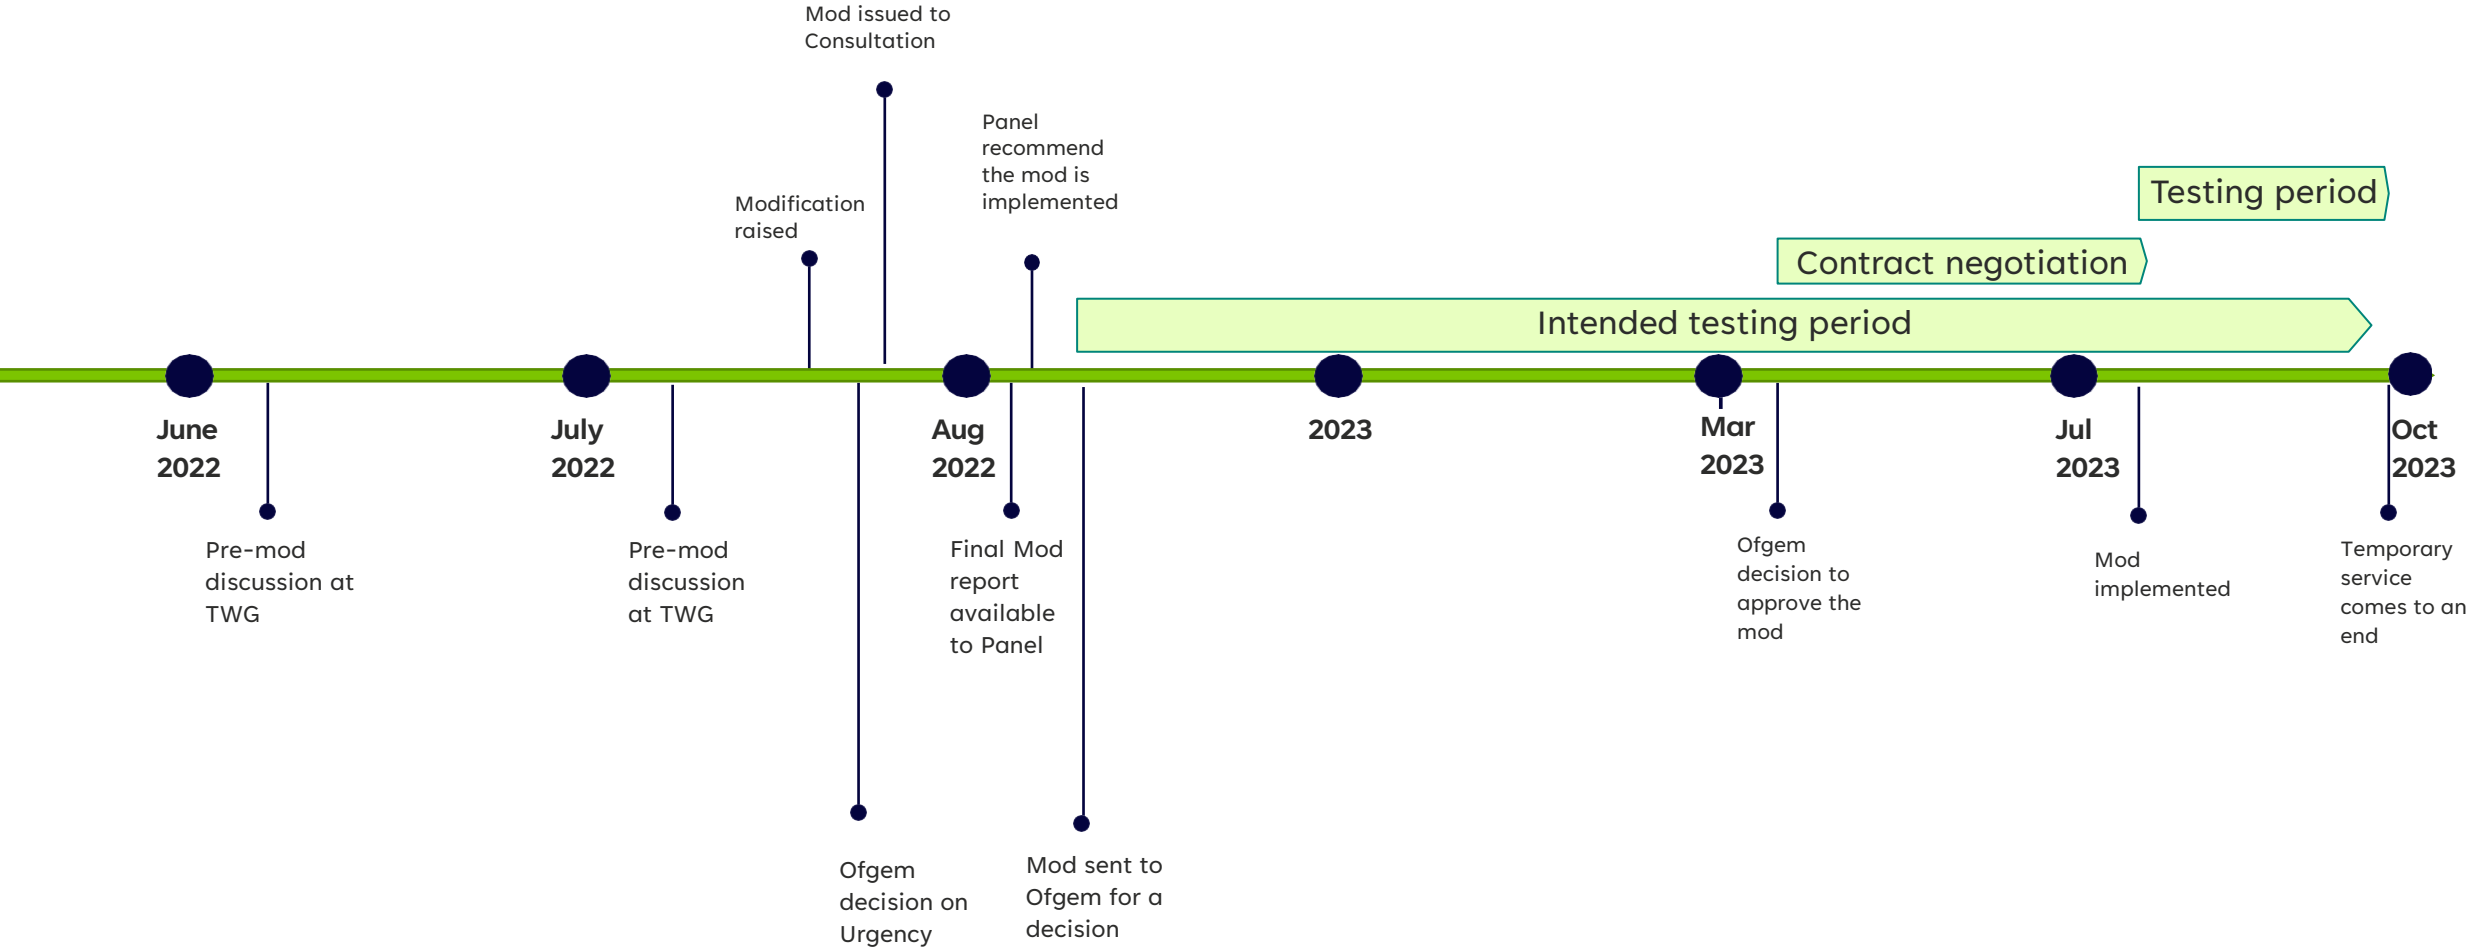 Mod issued to
Consultation
Panel
recommend
the mod is
implemented
Modification
raised
Testing period
Contract negotiation
Intended testing period
June
2022
July
2022
Aug
2022
2023
Mar
2023
Jul
2023
Oct
2023
Pre-mod
discussion at
TWG
Pre-mod
discussion
at TWG
Final Mod
report
available
to Panel
Ofgem
decision to
approve the
mod
Mod
implemented
Temporary
service
comes to an
end
Ofgem
decision on
Urgency
Mod sent to
Ofgem for a
decision